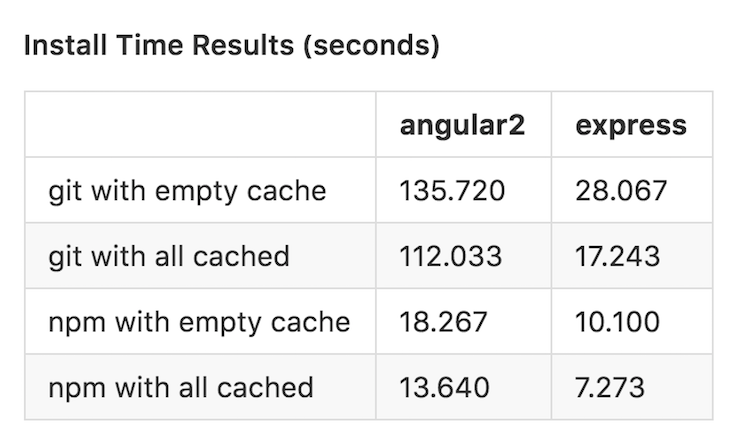 Install Time Results (seconds)
angular2 express
git with empty cache 135.720 28.067
git with all cached 112.033 17.243
npm with empty cache 18.267 10.100
npm with all cached 13.640 7.273